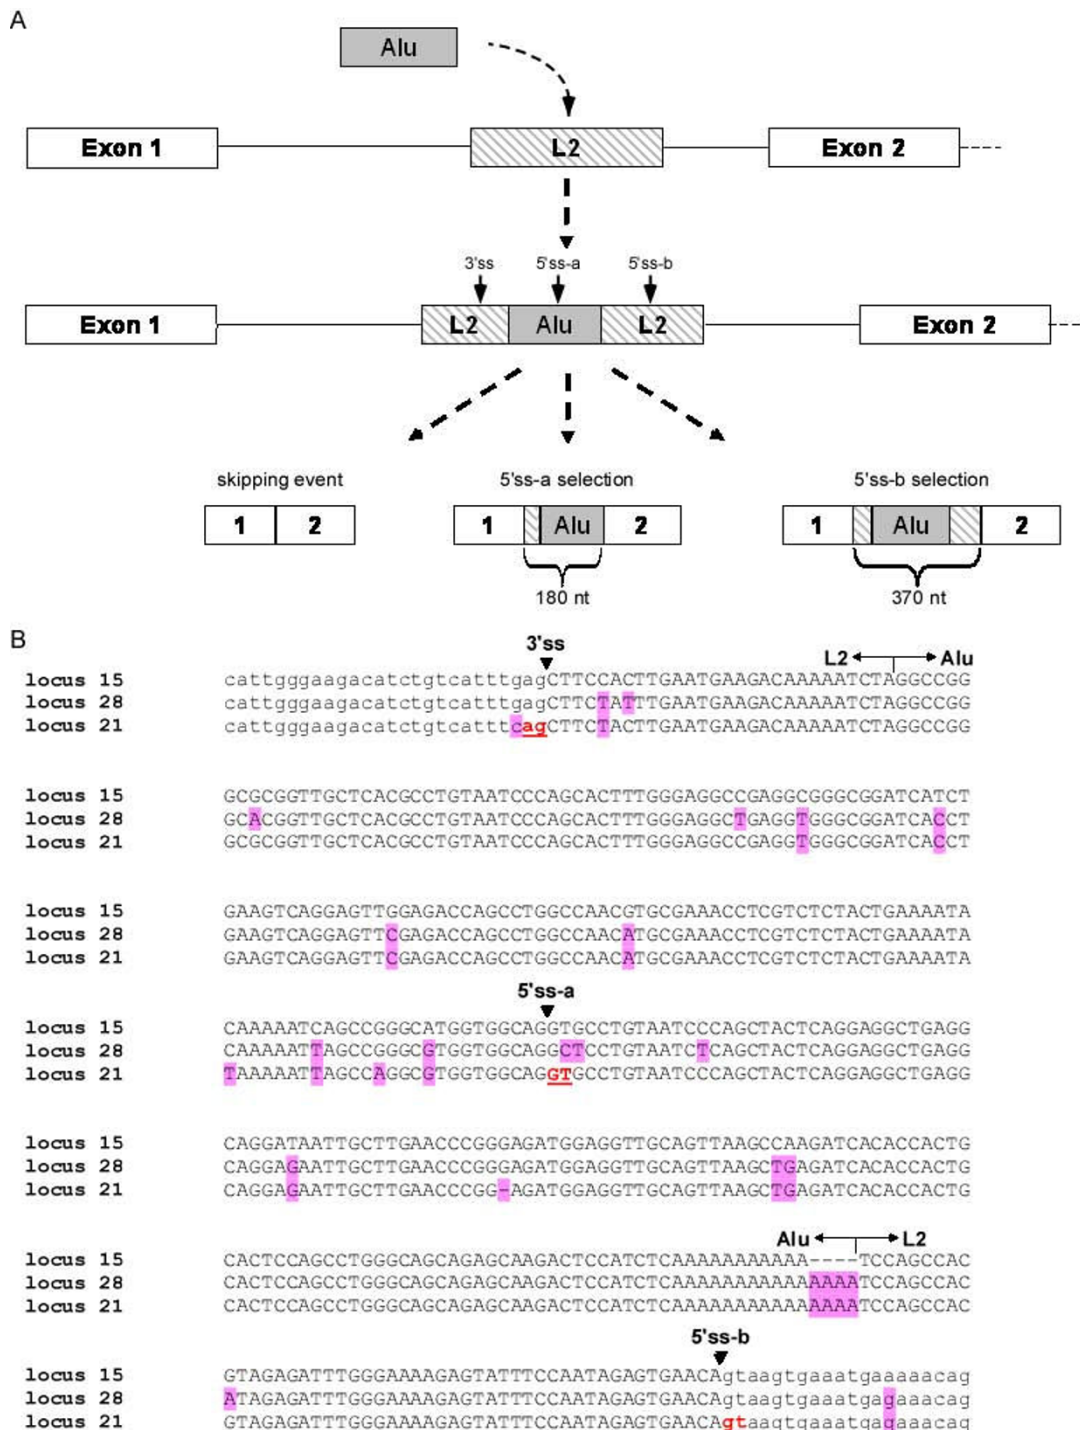 A
Alu
Exon 1 L2 Exon 2
3'ss 5'ss-a 5'ss-b
Exon 1 L2 Alu L2 Exon 2
skipping event 5'ss-a selection 5'ss-b selection
1 2 1 Alu 2 1 Alu 2
180 nt 370 nt
B
3'ss
L2 Alu
locus 15 cattgggaagacatctgtcatttgagCTTCCACTTGAATGAAGACAAAAATCTAGGCCGG
locus 28 cattgggaagacatctgtcatttgagCTTCTATTTGAATGAAGACAAAAATCTAGGCCGG
locus 21 cattgggaagacatctgtcatttcagCTTCTACTTGAATGAAGACAAAAATCTAGGCCGG
locus 15 GCGCGGTTGCTCACGCCTGTAATCCCAGCACTTTGGGAGGCCGAGGCGGGCGGATCATCT
locus 28 GCACGGTTGCTCACGCCTGTAATCCCAGCACTTTGGGAGGCTGAGGTGGGCGGATCACCT
locus 21 GCGCGGTTGCTCACGCCTGTAATCCCAGCACTTTGGGAGGCCGAGGTGGGCGGATCACCT
locus 15 GAAGTCAGGAGTTGGAGACCAGCCTGGCCAACGTGCGAAACCTCGTCTCTACTGAAAATA
locus 28 GAAGTCAGGAGTTCGAGACCAGCCTGGCCAACATGCGAAACCTCGTCTCTACTGAAAATA
locus 21 GAAGTCAGGAGTTCGAGACCAGCCTGGCCAACATGCGAAACCTCGTCTCTACTGAAAATA
5'ss-a
locus 15 CAAAAATCAGCCGGGCATGGTGGCAGGTGCCTGTAATCCCAGCTACTCAGGAGGCTGAGG
locus 28 CAAAAATTAGCCGGGCGTGGTGGCAGGCTCCTGTAATCTCAGCTACTCAGGAGGCTGAGG
locus 21 TAAAAATTAGCCAGGCGTGGTGGCAGGTGCCTGTAATCCCAGCTACTCAGGAGGCTGAGG
locus 15 CAGGATAATTGCTTGAACCCGGGAGATGGAGGTTGCAGTTAAGCCAAGATCACACCACTG
locus 28 CAGGAGAATTGCTTGAACCCGGGAGATGGAGGTTGCAGTTAAGCTGAGATCACACCACTG
locus 21 CAGGAGAATTGCTTGAACCCGG-AGATGGAGGTTGCAGTTAAGCTGAGATCACACCACTG
Alu L2
locus 15 CACTCCAGCCTGGGCAGCAGAGCAAGACTCCATCTCAAAAAAAAAAA----TCCAGCCAC
locus 28 CACTCCAGCCTGGGCAGCAGAGCAAGACTCCATCTCAAAAAAAAAAAAAAATCCAGCCAC
locus 21 CACTCCAGCCTGGGCAGCAGAGCAAGACTCCATCTCAAAAAAAAAAAAAAATCCAGCCAC
5'ss-b
locus 15 GTAGAGATTTGGGAAAAGAGTATTTCCAATAGAGTGAACAgtaagtgaaatgaaaaacag
locus 28 ATAGAGATTTGGGAAAAGAGTATTTCCAATAGAGTGAACAgtaagtgaaatgagaaacag
locus 21 GTAGAGATTTGGGAAAAGAGTATTTCCAATAGAGTGAACAgtaagtgaaatgagaaacag